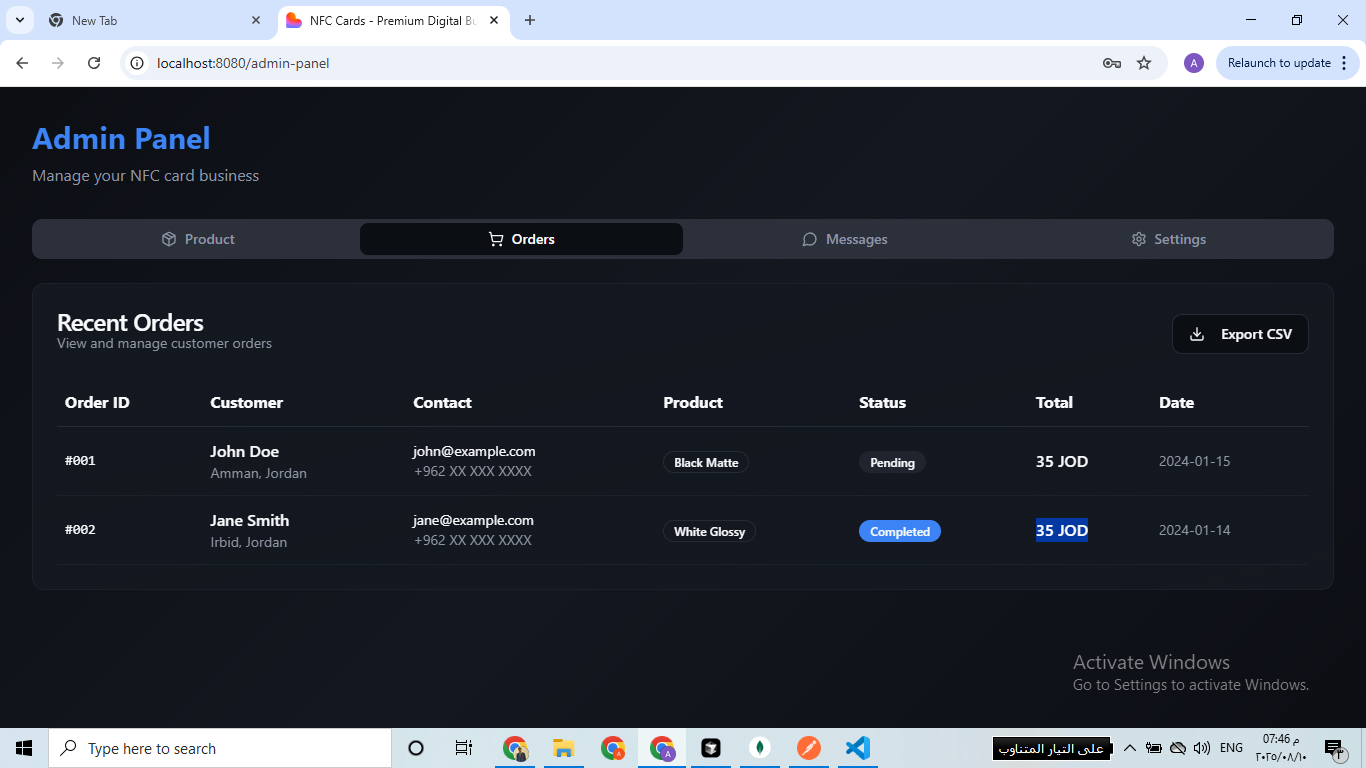 New Tab
NFC Cards - Premium Digital Bu
localhost:8080/admin-panel
A
Relaunch to update
Admin Panel
Manage your NFC card business
Product
Orders
Messages
Settings
Recent Orders
View and manage customer orders
Export CSV
Order ID Customer Contact Product Status Total Date
#001 John Doe john@example.com Black Matte Pending 35 JOD 2024-01-15
Amman, Jordan +962 XX XXX XXXX
#002 Jane Smith jane@example.com White Glossy Completed 35 JOD 2024-01-14
Irbid, Jordan +962 XX XXX XXXX
Activate Windows
Go to Settings to activate Windows.
Type here to search
على التيار المتناوب
ENG
07:46 م
٢٠٢٥/٠٨/١٠
٣